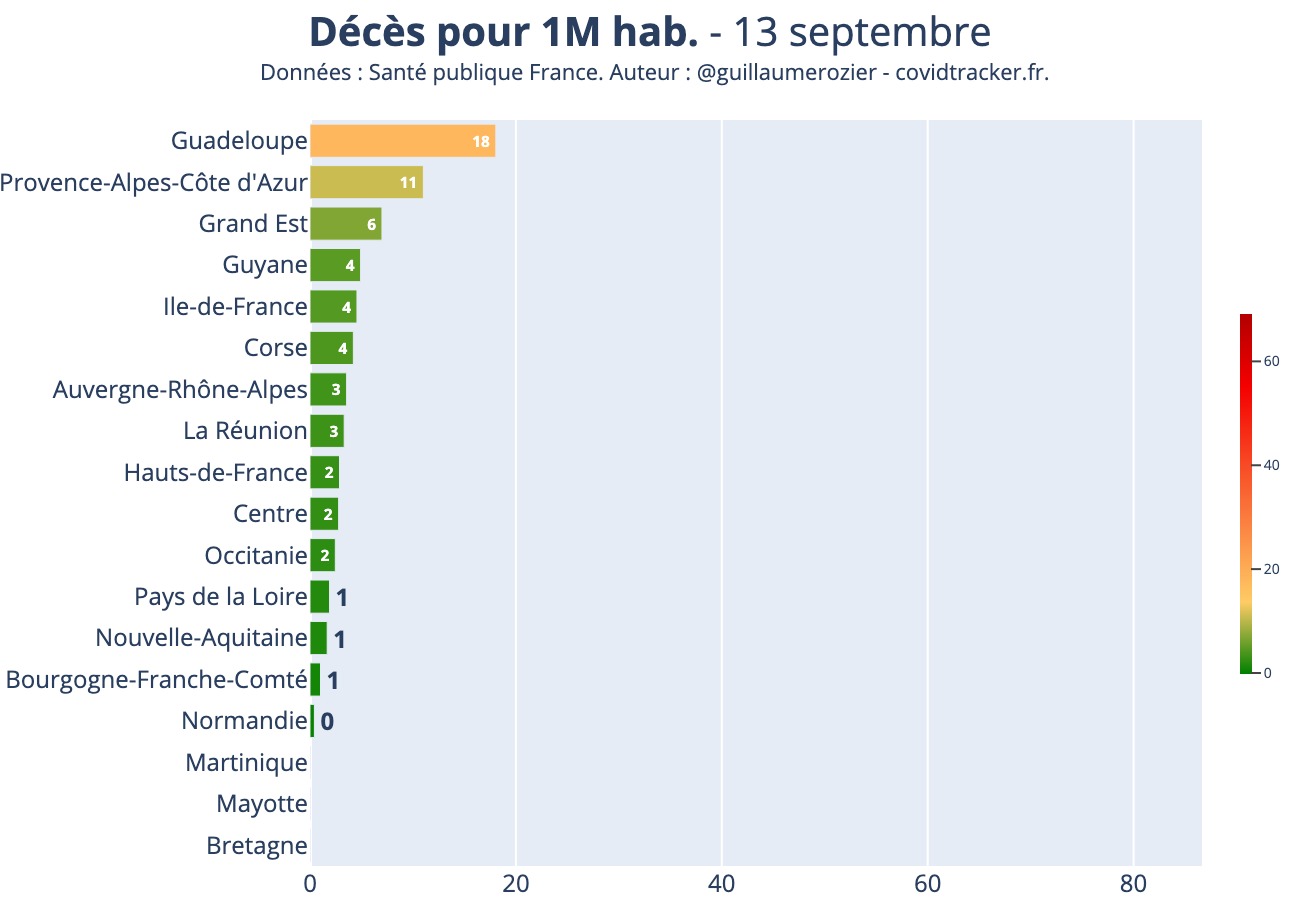 Décès pour 1M hab. - 13 septembre
Données : Santé publique France. Auteur : @guillaumerozier - covidtracker.fr.
Guadeloupe 18
Provence-Alpes-Côte d'Azur 11
Grand Est 6
Guyane 4
Ile-de-France 4
Corse 4
Auvergne-Rhône-Alpes 3
La Réunion 3
Hauts-de-France 2
Centre 2
Occitanie 2
Pays de la Loire 1
Nouvelle-Aquitaine 1
Bourgogne-Franche-Comté 1
Normandie 0
Martinique
Mayotte
Bretagne
0 20 40 60 80
60
40
20
0